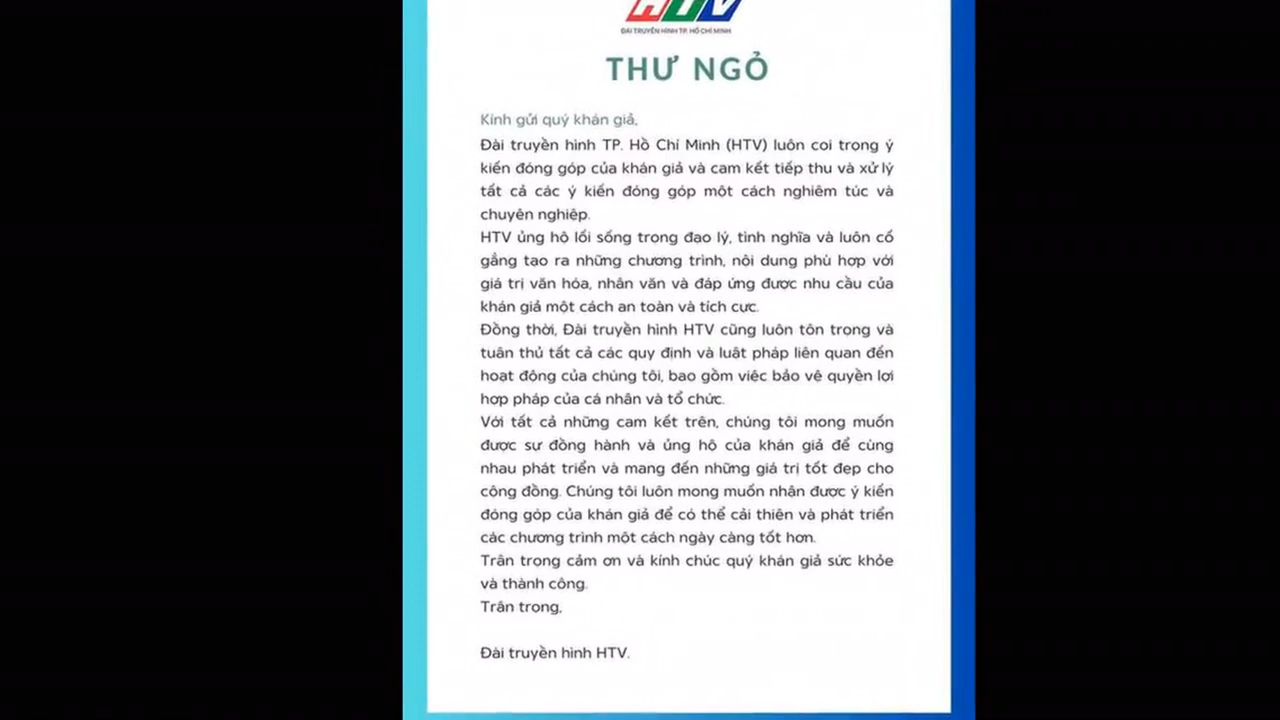 HTV
ĐÀI TRUYỀN HÌNH TP. HỒ CHÍ MINH
THƯ NGỎ
Kính gửi quý khán giả,
Đài truyền hình TP. Hồ Chí Minh (HTV) luôn coi trọng ý
kiến đóng góp của khán giả và cam kết tiếp thu và xử lý
tất cả các ý kiến đóng góp một cách nghiêm túc và
chuyên nghiệp.
HTV ủng hộ lối sống trọng đạo lý, tình nghĩa và luôn cố
gắng tạo ra những chương trình, nội dung phù hợp với
giá trị văn hóa, nhân văn và đáp ứng được nhu cầu của
khán giả một cách an toàn và tích cực.
Đồng thời, Đài truyền hình HTV cũng luôn tôn trọng và
tuân thủ tất cả các quy định và luật pháp liên quan đến
hoạt động của chúng tôi, bao gồm việc bảo vệ quyền lợi
hợp pháp của cá nhân và tổ chức.
Với tất cả những cam kết trên, chúng tôi mong muốn
được sự đồng hành và ủng hộ của khán giả để cùng
nhau phát triển và mang đến những giá trị tốt đẹp cho
cộng đồng. Chúng tôi luôn mong muốn nhận được ý kiến
đóng góp của khán giả để có thể cải thiện và phát triển
các chương trình một cách ngày càng tốt hơn.
Trân trọng cảm ơn và kính chúc quý khán giả sức khỏe
và thành công.
Trân trọng,
Đài truyền hình HTV.